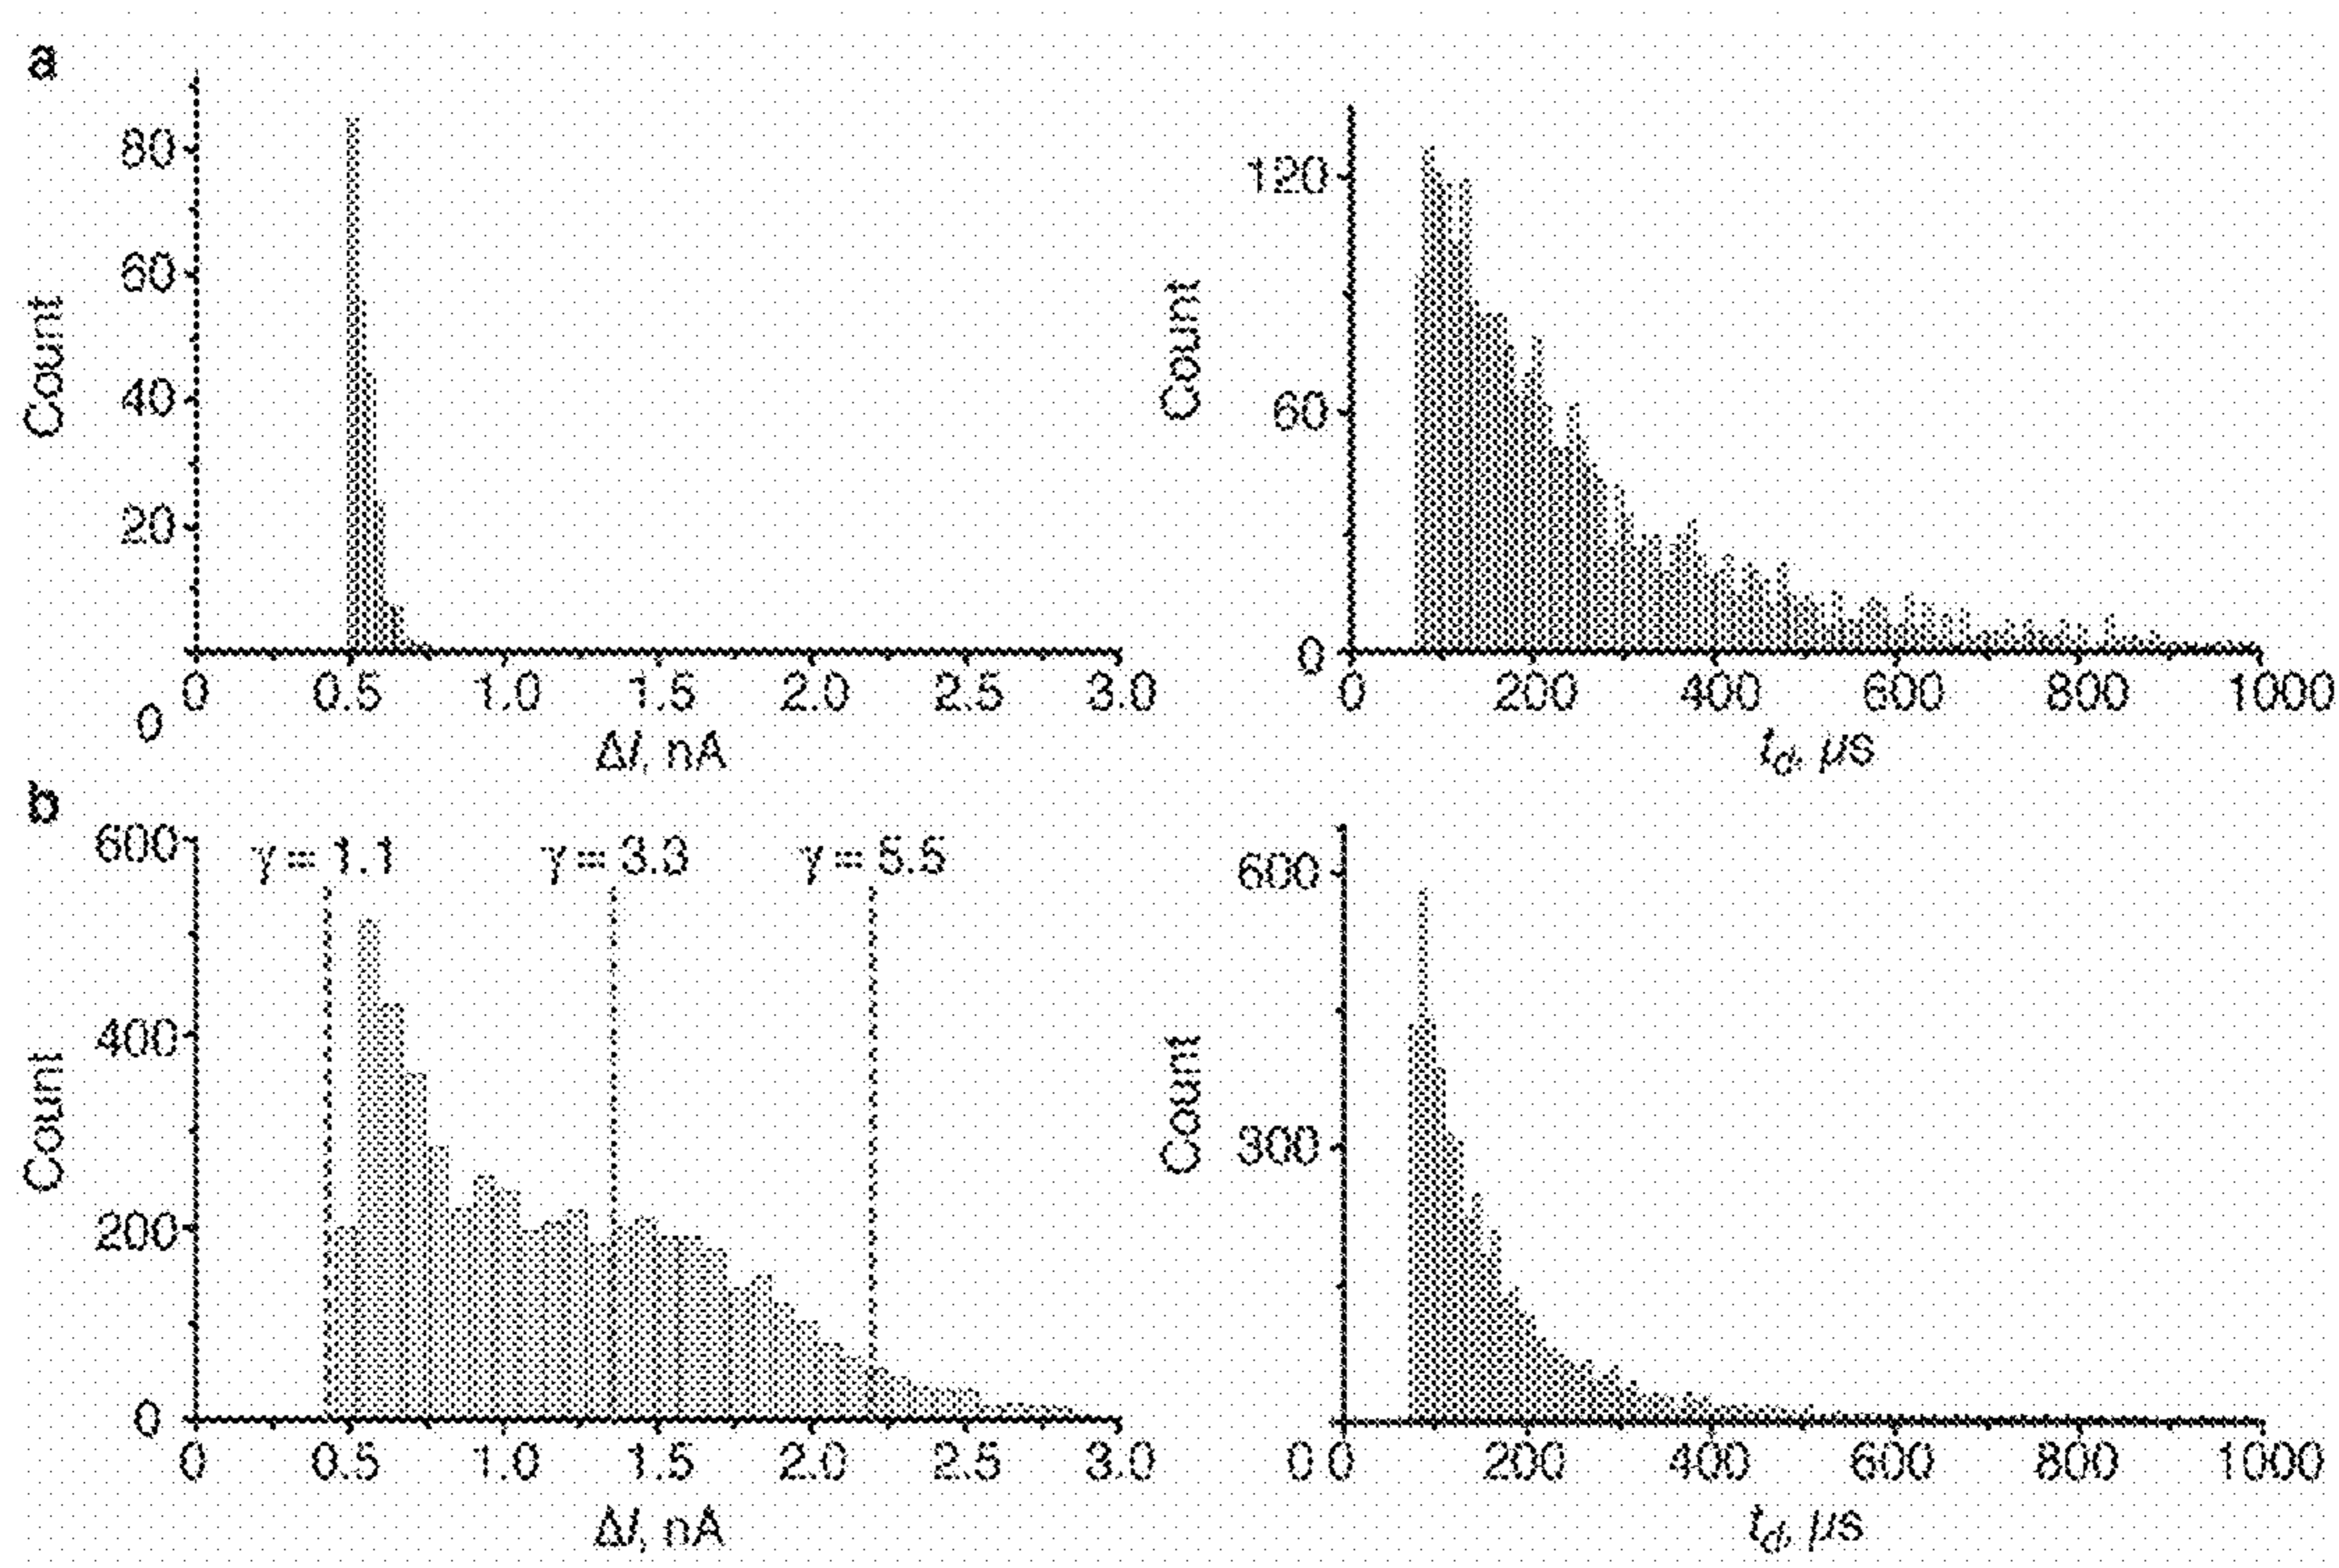 a
80
60
40
20
0
Count
0 0.5 1.0 1.5 2.0 2.5 3.0
ΔI, nA
120
60
0
Count
0 200 400 600 800 1000
t_d, μs
b
γ = 1.1 γ = 3.3 γ = 5.5
600
400
200
0
Count
0 0.5 1.0 1.5 2.0 2.5 3.0
ΔI, nA
600
300
0
Count
0 200 400 600 800 1000
t_d, μs